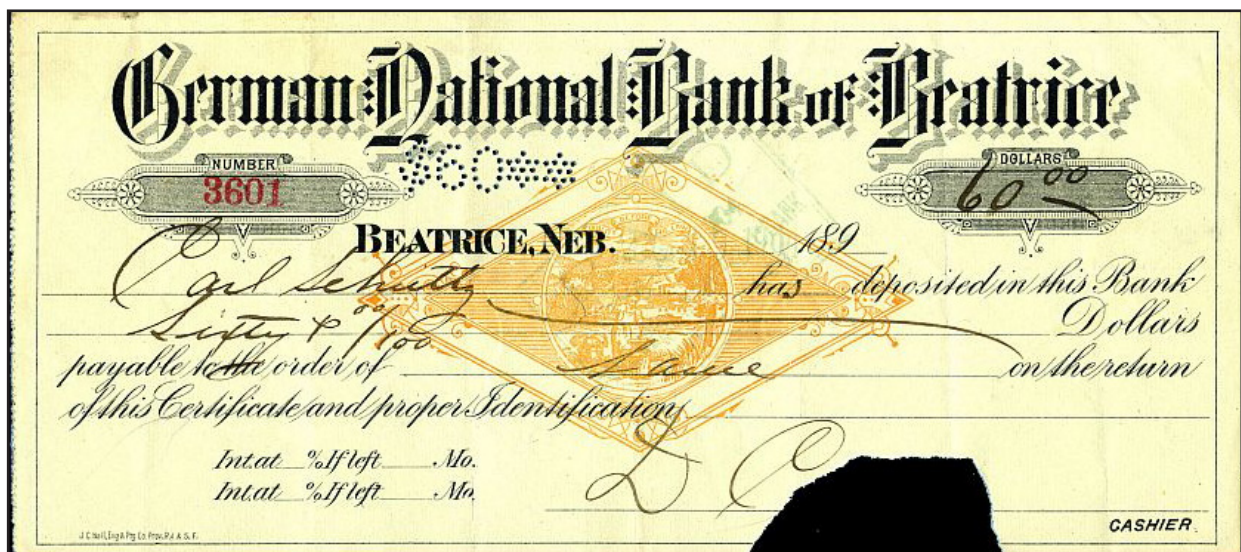 German National Bank of Beatrice
NUMBER
3601
$60**
DOLLARS
60 00
BEATRICE, NEB. 189
Carl Schultz has deposited in this Bank
Sixty & 00/100 Dollars
payable to the order of Same on the return
of this Certificate and proper Identification
Int. at % If left Mo.
Int. at % If left Mo.
D C
CASHIER